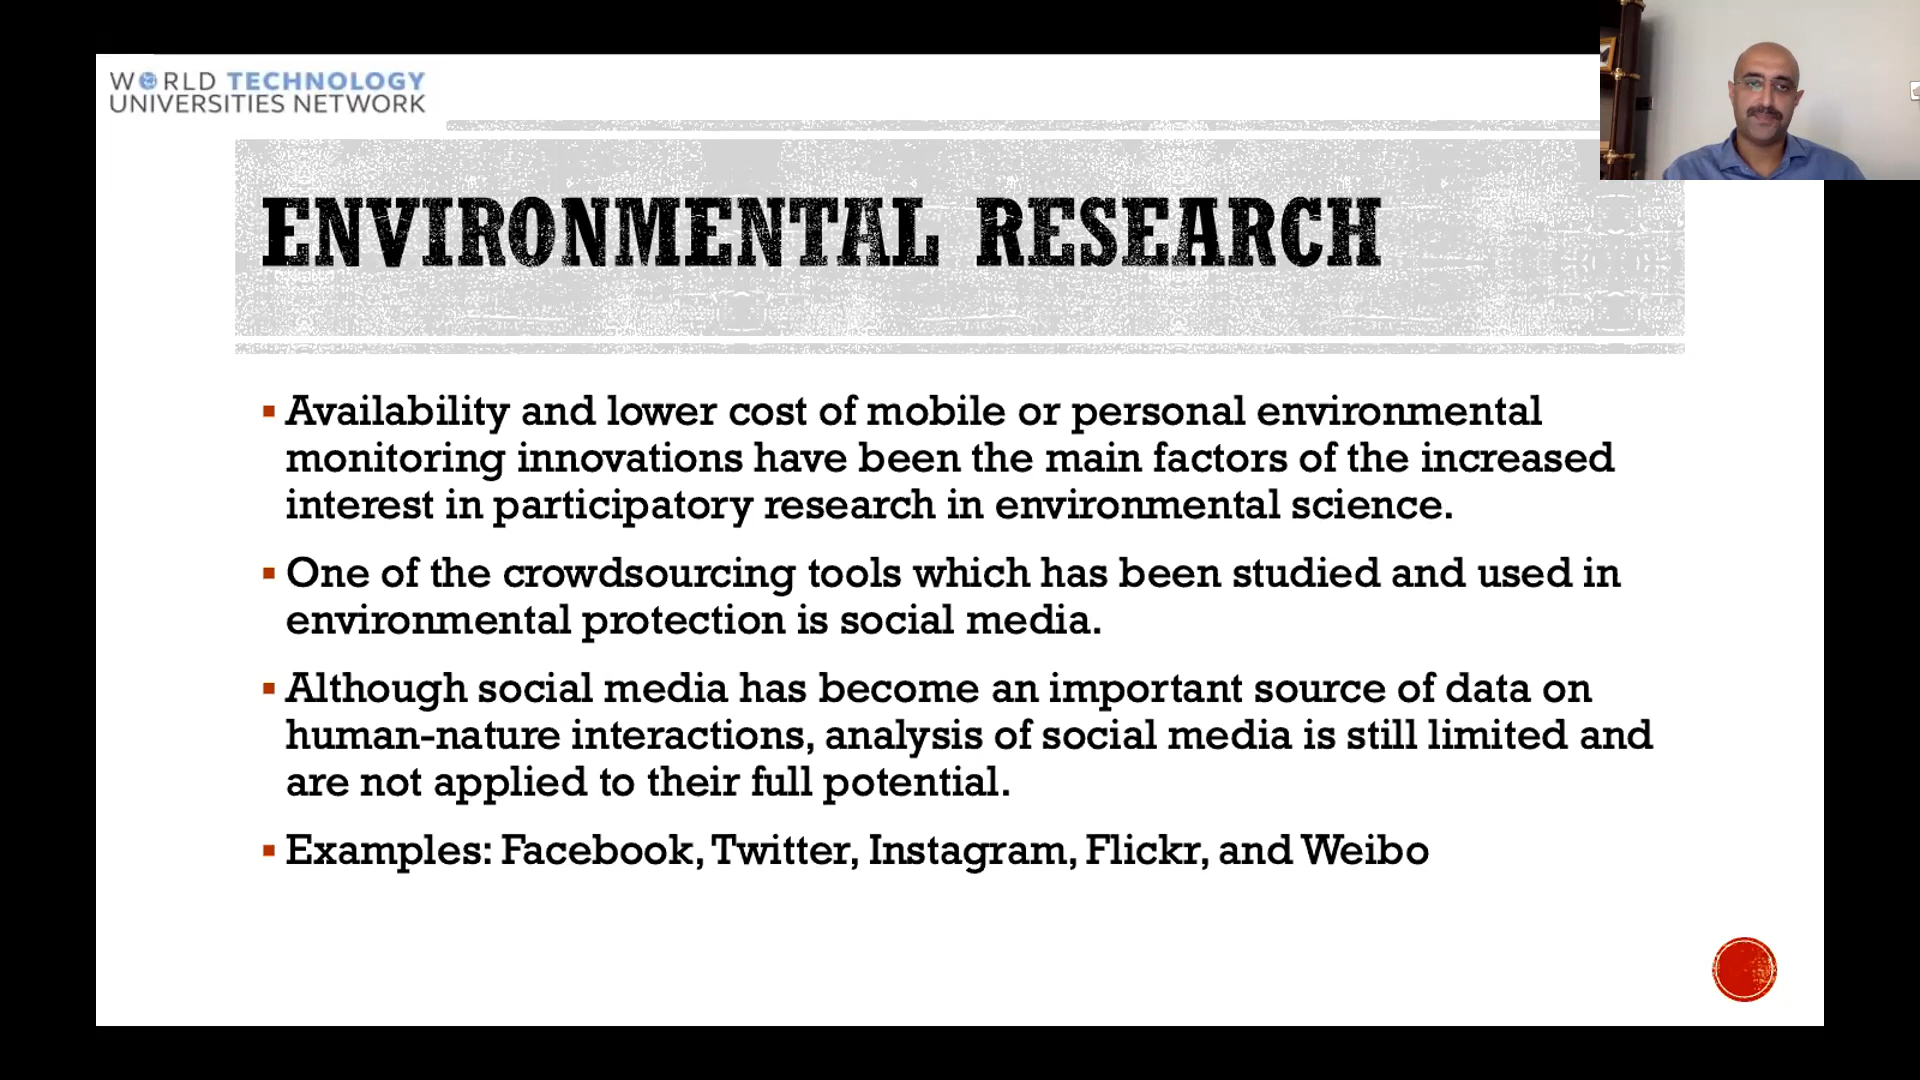 WORLD TECHNOLOGY
UNIVERSITIES NETWORK
ENVIRONMENTAL RESEARCH
Availability and lower cost of mobile or personal environmental
monitoring innovations have been the main factors of the increased
interest in participatory research in environmental science.
One of the crowdsourcing tools which has been studied and used in
environmental protection is social media.
Although social media has become an important source of data on
human-nature interactions, analysis of social media is still limited and
are not applied to their full potential.
Examples: Facebook, Twitter, Instagram, Flickr, and Weibo